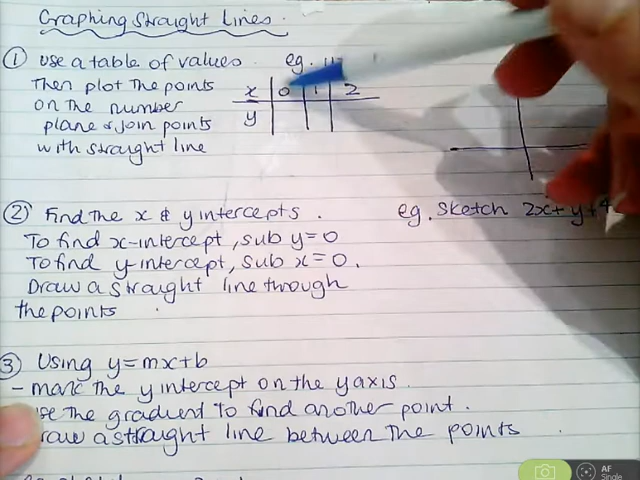 Graphing Straight Lines.
① Use a table of values. eg.
Then plot the points
on the number
plane & join points
with straight line
x 0 1 2
y
② Find the x & y intercepts.
To find x-intercept, sub y=0
To find y-intercept, sub x=0.
Draw a straight line through
the points
eg. Sketch 2x+y+4
③ Using y=mx+b
- mark the y intercept on the y axis.
the gradient to find another point.
a straight line between the points
AF
Single